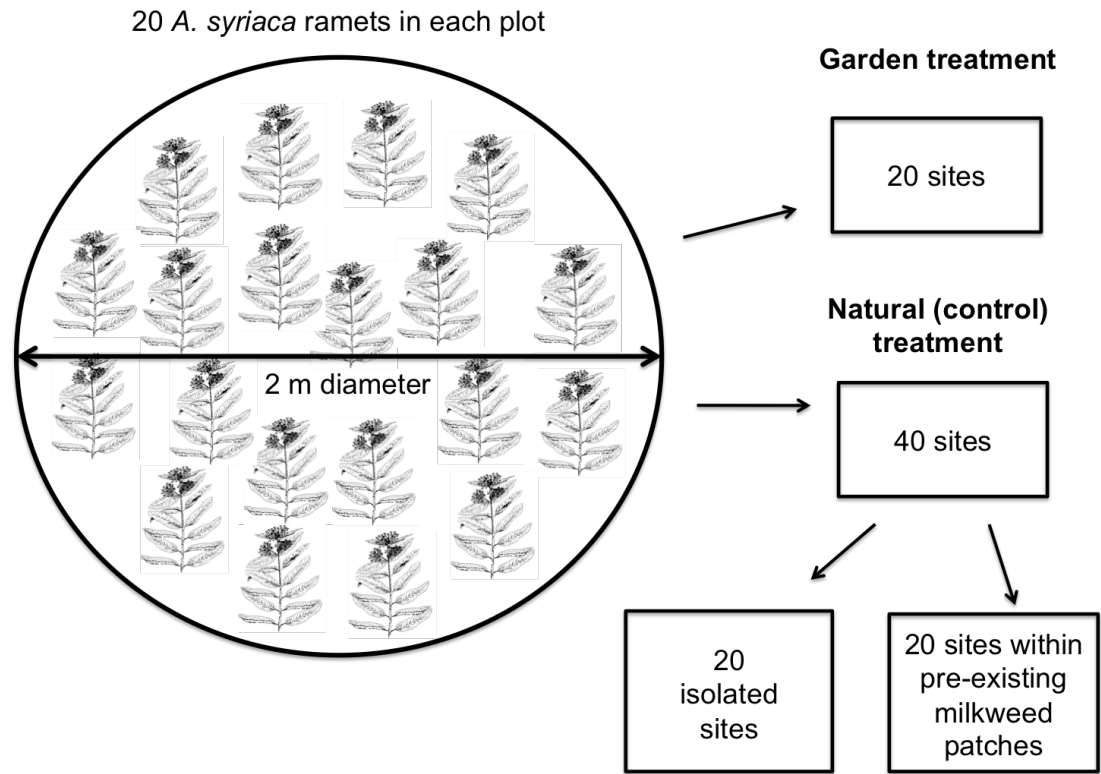 20 A. syriaca ramets in each plot
2 m diameter
Garden treatment
20 sites
Natural (control)
treatment
40 sites
20
isolated
sites
20 sites within
pre-existing
milkweed
patches